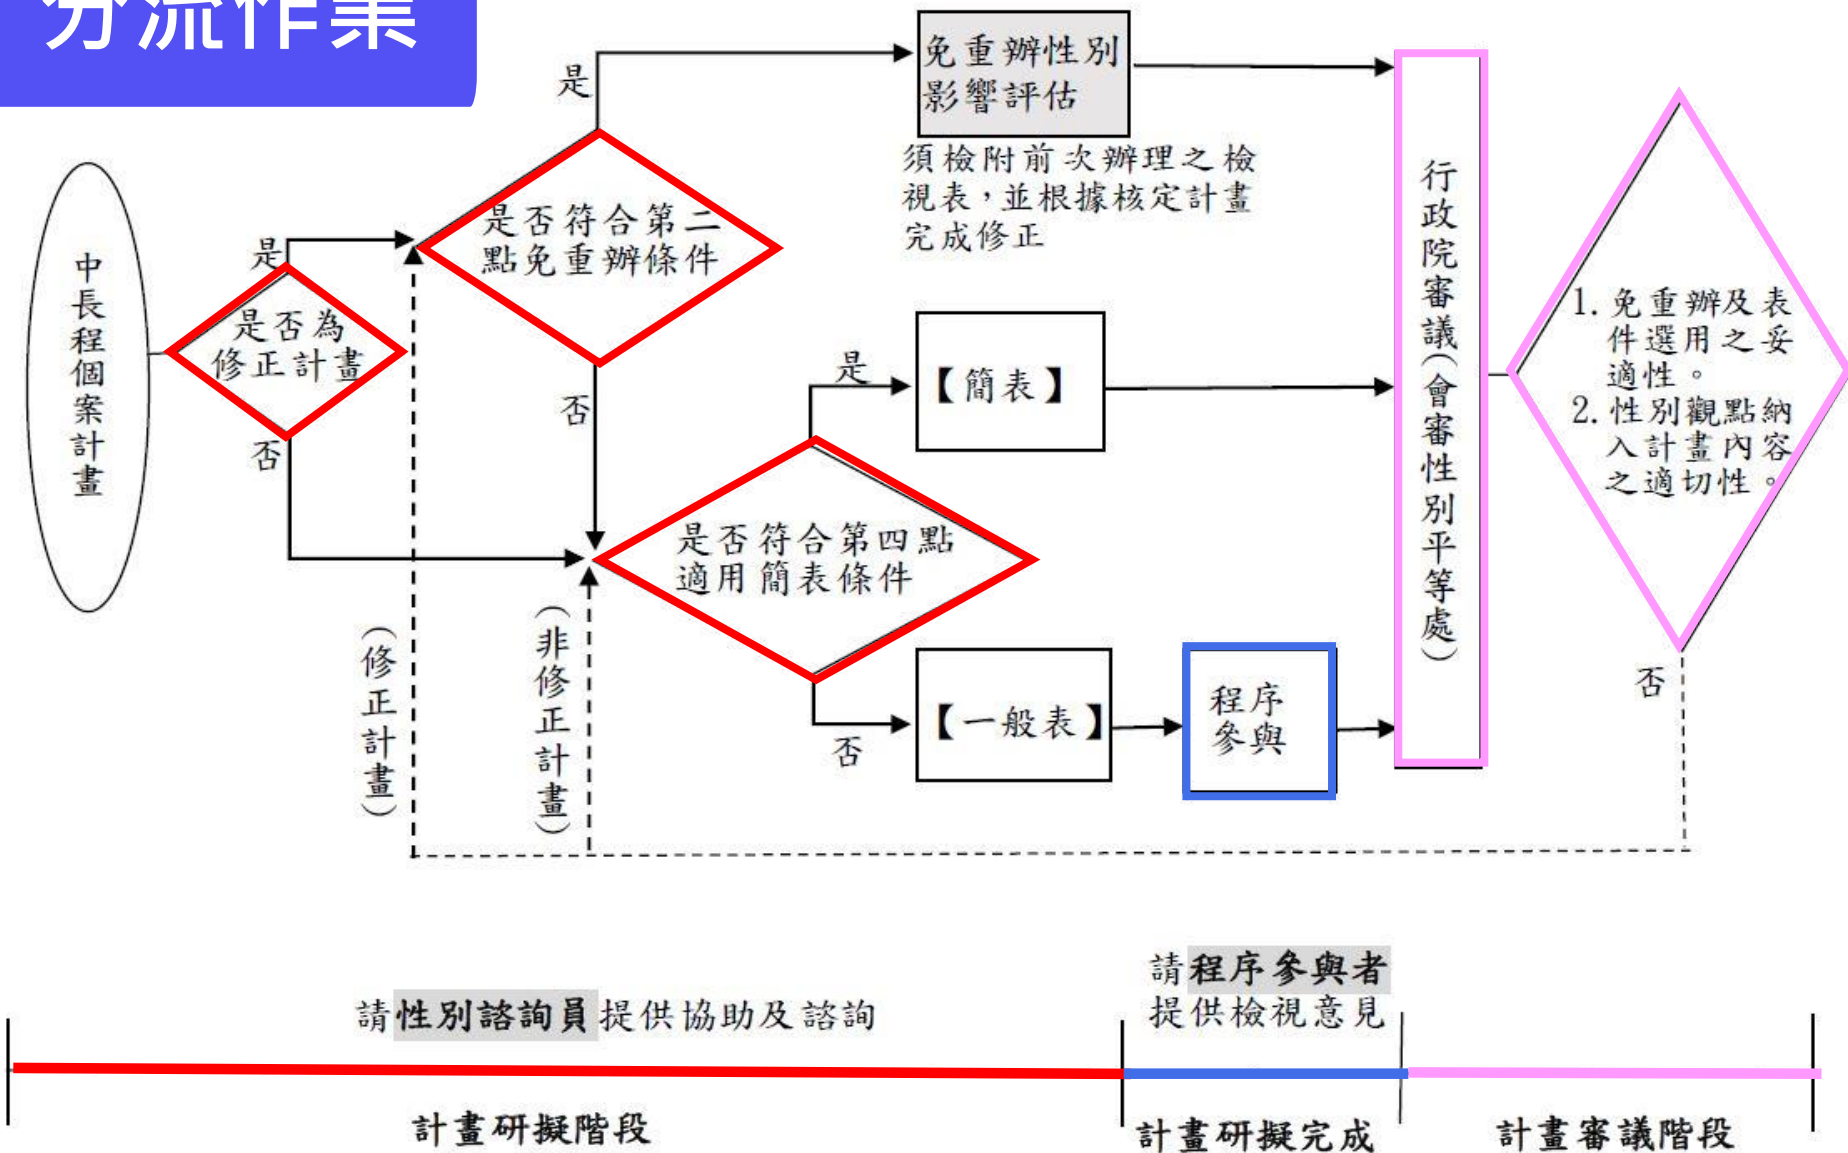 分流作業
中長程個案計畫
是
是否為
修正計畫
否
是
是否符合第二
點免重辦條件
否
免重辦性別
影響評估
須檢附前次辦理之檢
視表，並根據核定計畫
完成修正
是否符合第四點
適用簡表條件
是
【簡表】
否
【一般表】
程序
參與
(修正計畫)
(非修正計畫)
行政院審議(會審性別平等處)
1. 免重辦及表
件選用之妥
適性。
2. 性別觀點納
入計畫內容
之適切性。
否
請性別諮詢員提供協助及諮詢
請程序參與者
提供檢視意見
計畫研擬階段
計畫研擬完成
計畫審議階段